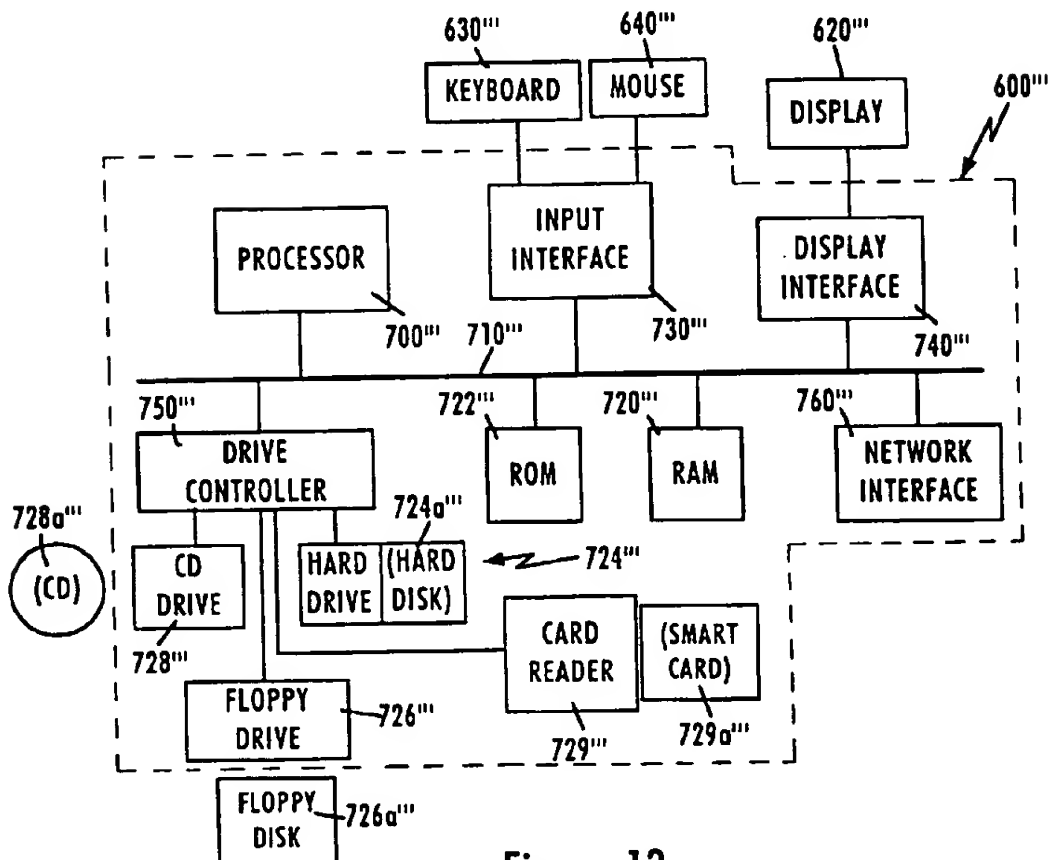 630'''
640'''
620'''
600'''
KEYBOARD
MOUSE
DISPLAY
PROCESSOR
INPUT
INTERFACE
DISPLAY
INTERFACE
700'''
710'''
730'''
740'''
750'''
722'''
720'''
760'''
DRIVE
CONTROLLER
ROM
RAM
NETWORK
INTERFACE
728a'''
724a'''
(CD)
CD
DRIVE
HARD
DRIVE
(HARD
DISK)
724'''
728'''
CARD
READER
(SMART
CARD)
FLOPPY
DRIVE
726'''
729'''
729a'''
FLOPPY
DISK
726a'''